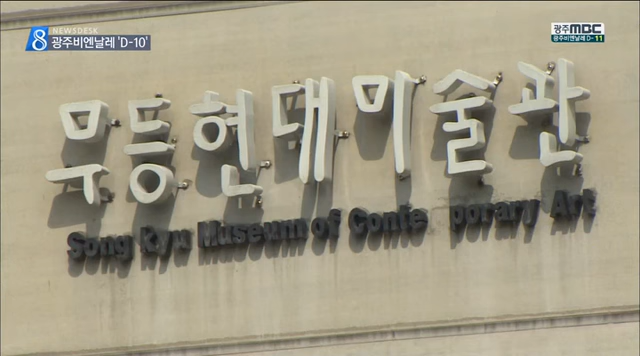 8 NEWSDESK
광주비엔날레 'D-10'
광주MBC
광주비엔날레 D-11
무등현대미술관
Song Ryu Museum of Conte porary Art